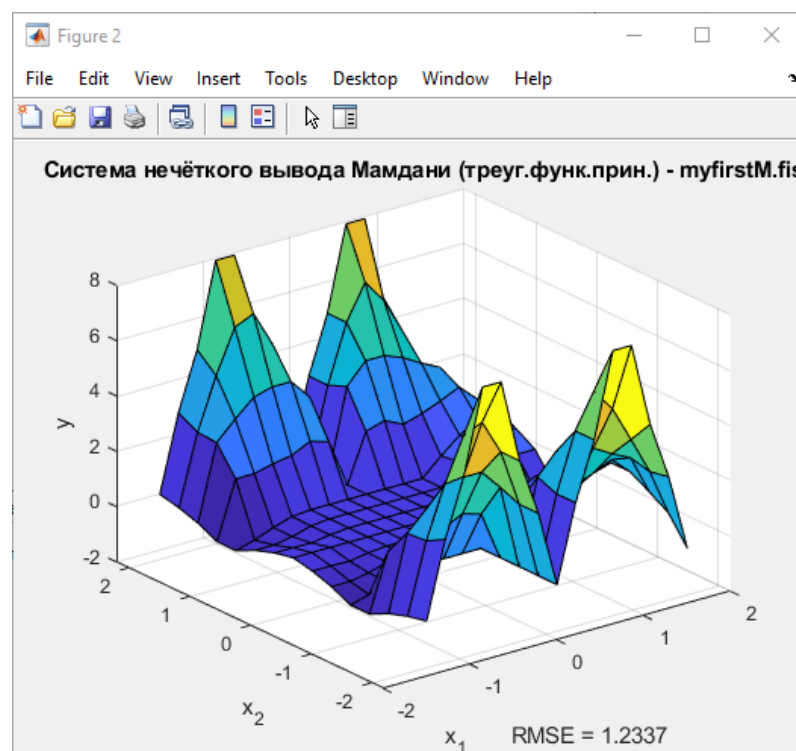 Figure 2
File Edit View Insert Tools Desktop Window Help
Система нечёткого вывода Мамдани (треуг.функ.прин.) - myfirstM.fis
8
6
4
2
0
-2
y
2
1
0
-1
-2
x_2
-2
-1
0
1
2
x_1
RMSE = 1.2337